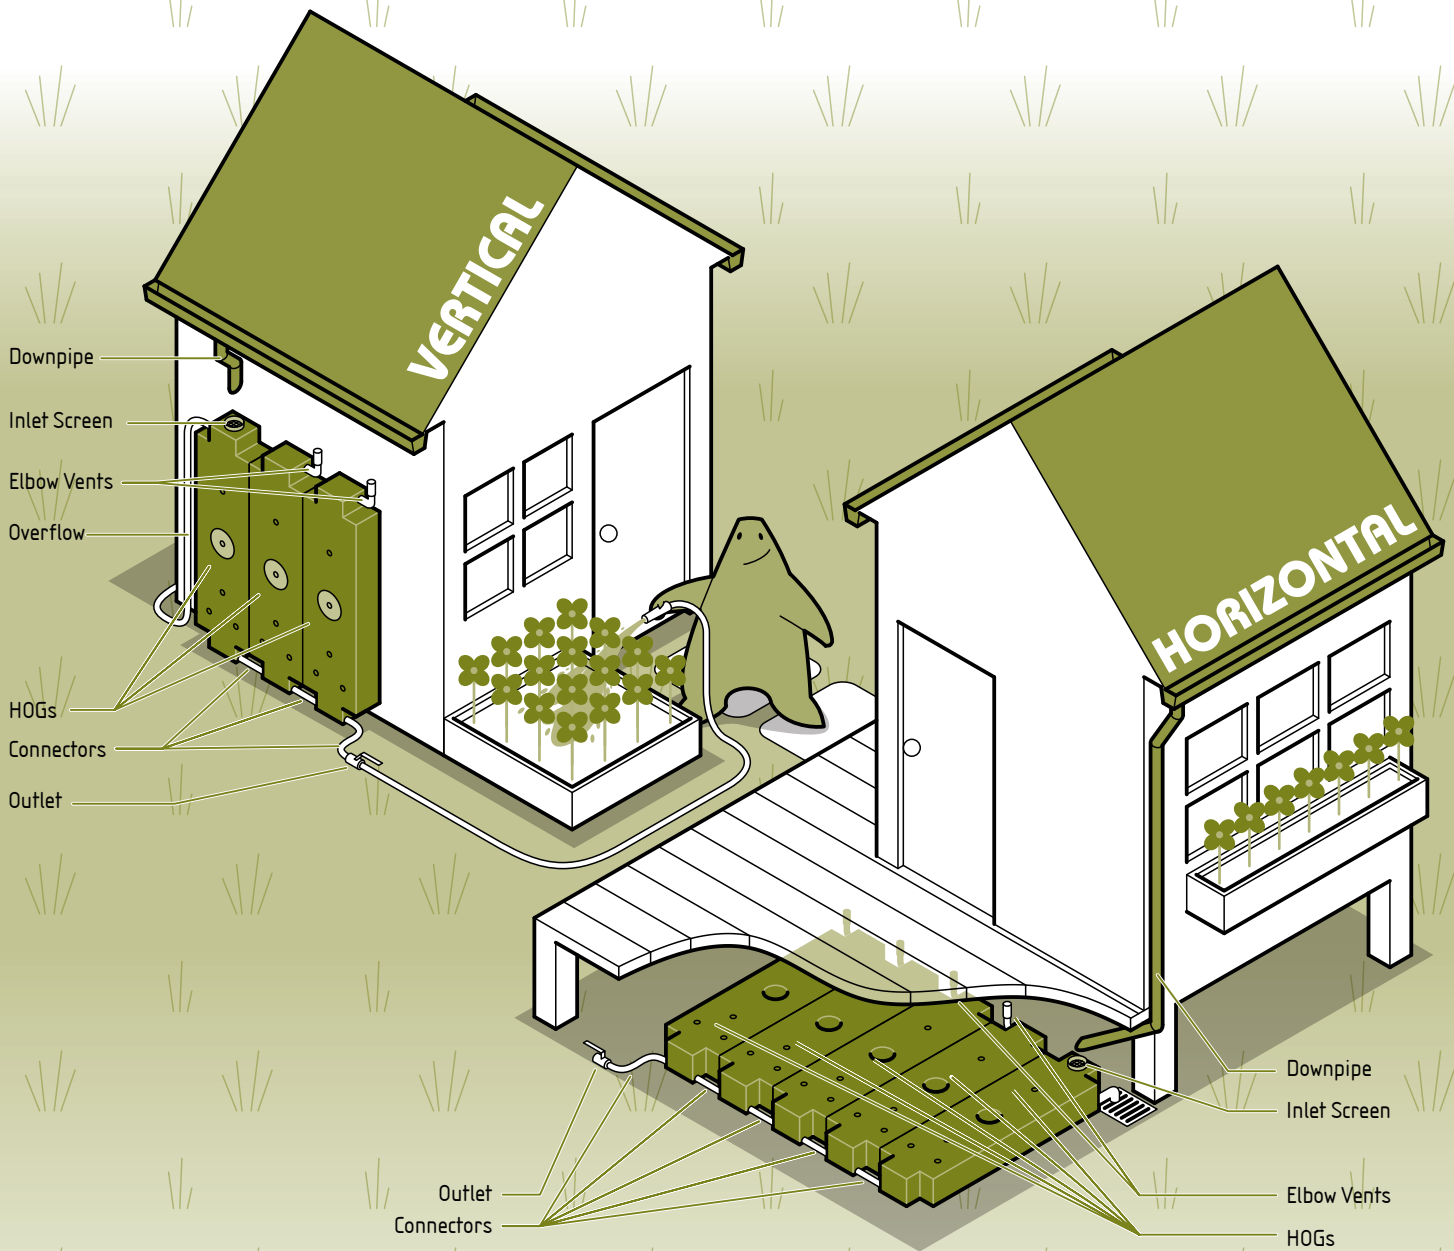 VERTICAL
Downpipe
Inlet Screen
Elbow Vents
Overflow
HOGs
Connectors
Outlet
HORIZONTAL
Downpipe
Inlet Screen
Outlet
Elbow Vents
Connectors
HOGs